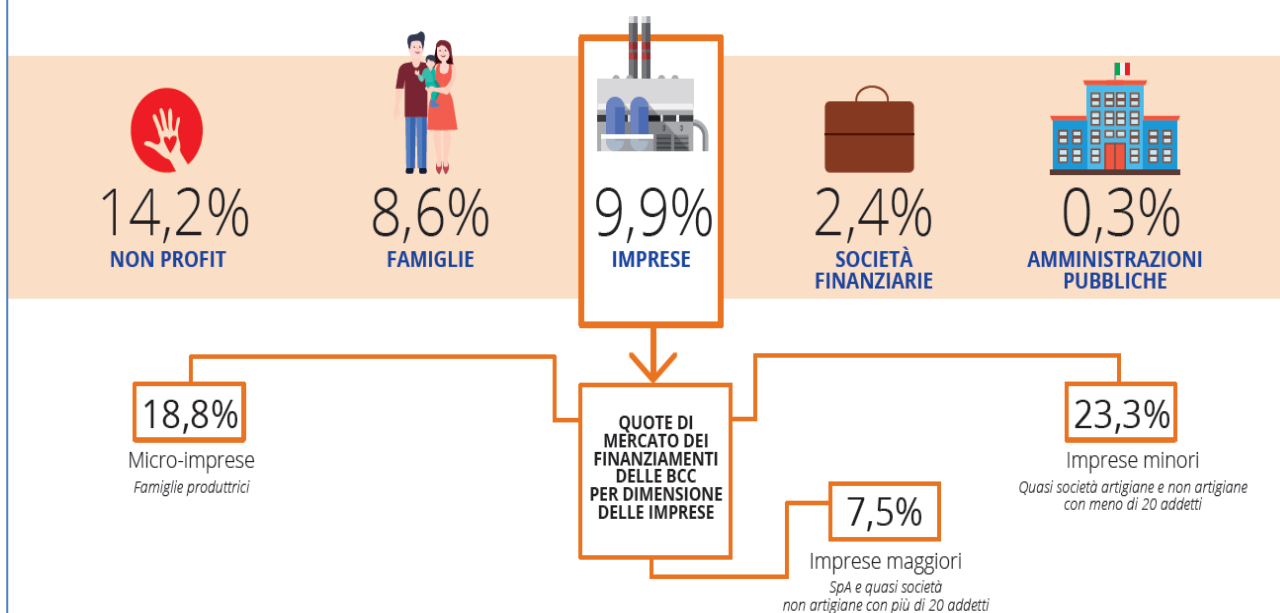 14,2%
NON PROFIT
8,6%
FAMIGLIE
9,9%
IMPRESE
2,4%
SOCIETÀ
FINANZIARIE
0,3%
AMMINISTRAZIONI
PUBBLICHE
18,8%
Micro-imprese
Famiglie produttrici
QUOTE DI
MERCATO DEI
FINANZIAMENTI
DELLE BCC
PER DIMENSIONE
DELLE IMPRESE
7,5%
Imprese maggiori
SpA e quasi società
non artigiane con più di 20 addetti
23,3%
Imprese minori
Quasi società artigiane e non artigiane
con meno di 20 addetti